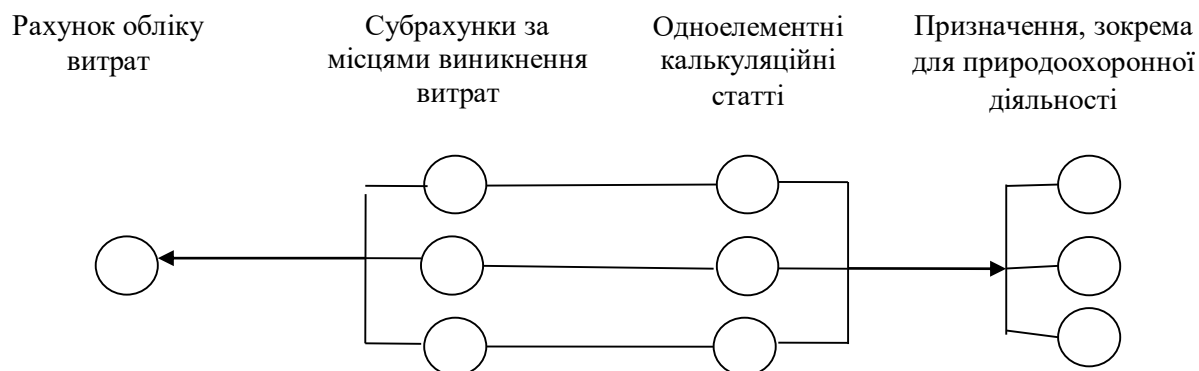 Рахунок обліку
витрат
Субрахунки за
місцями виникнення
витрат
Одноелементні
калькуляційні
статті
Призначення, зокрема
для природоохоронної
діяльності